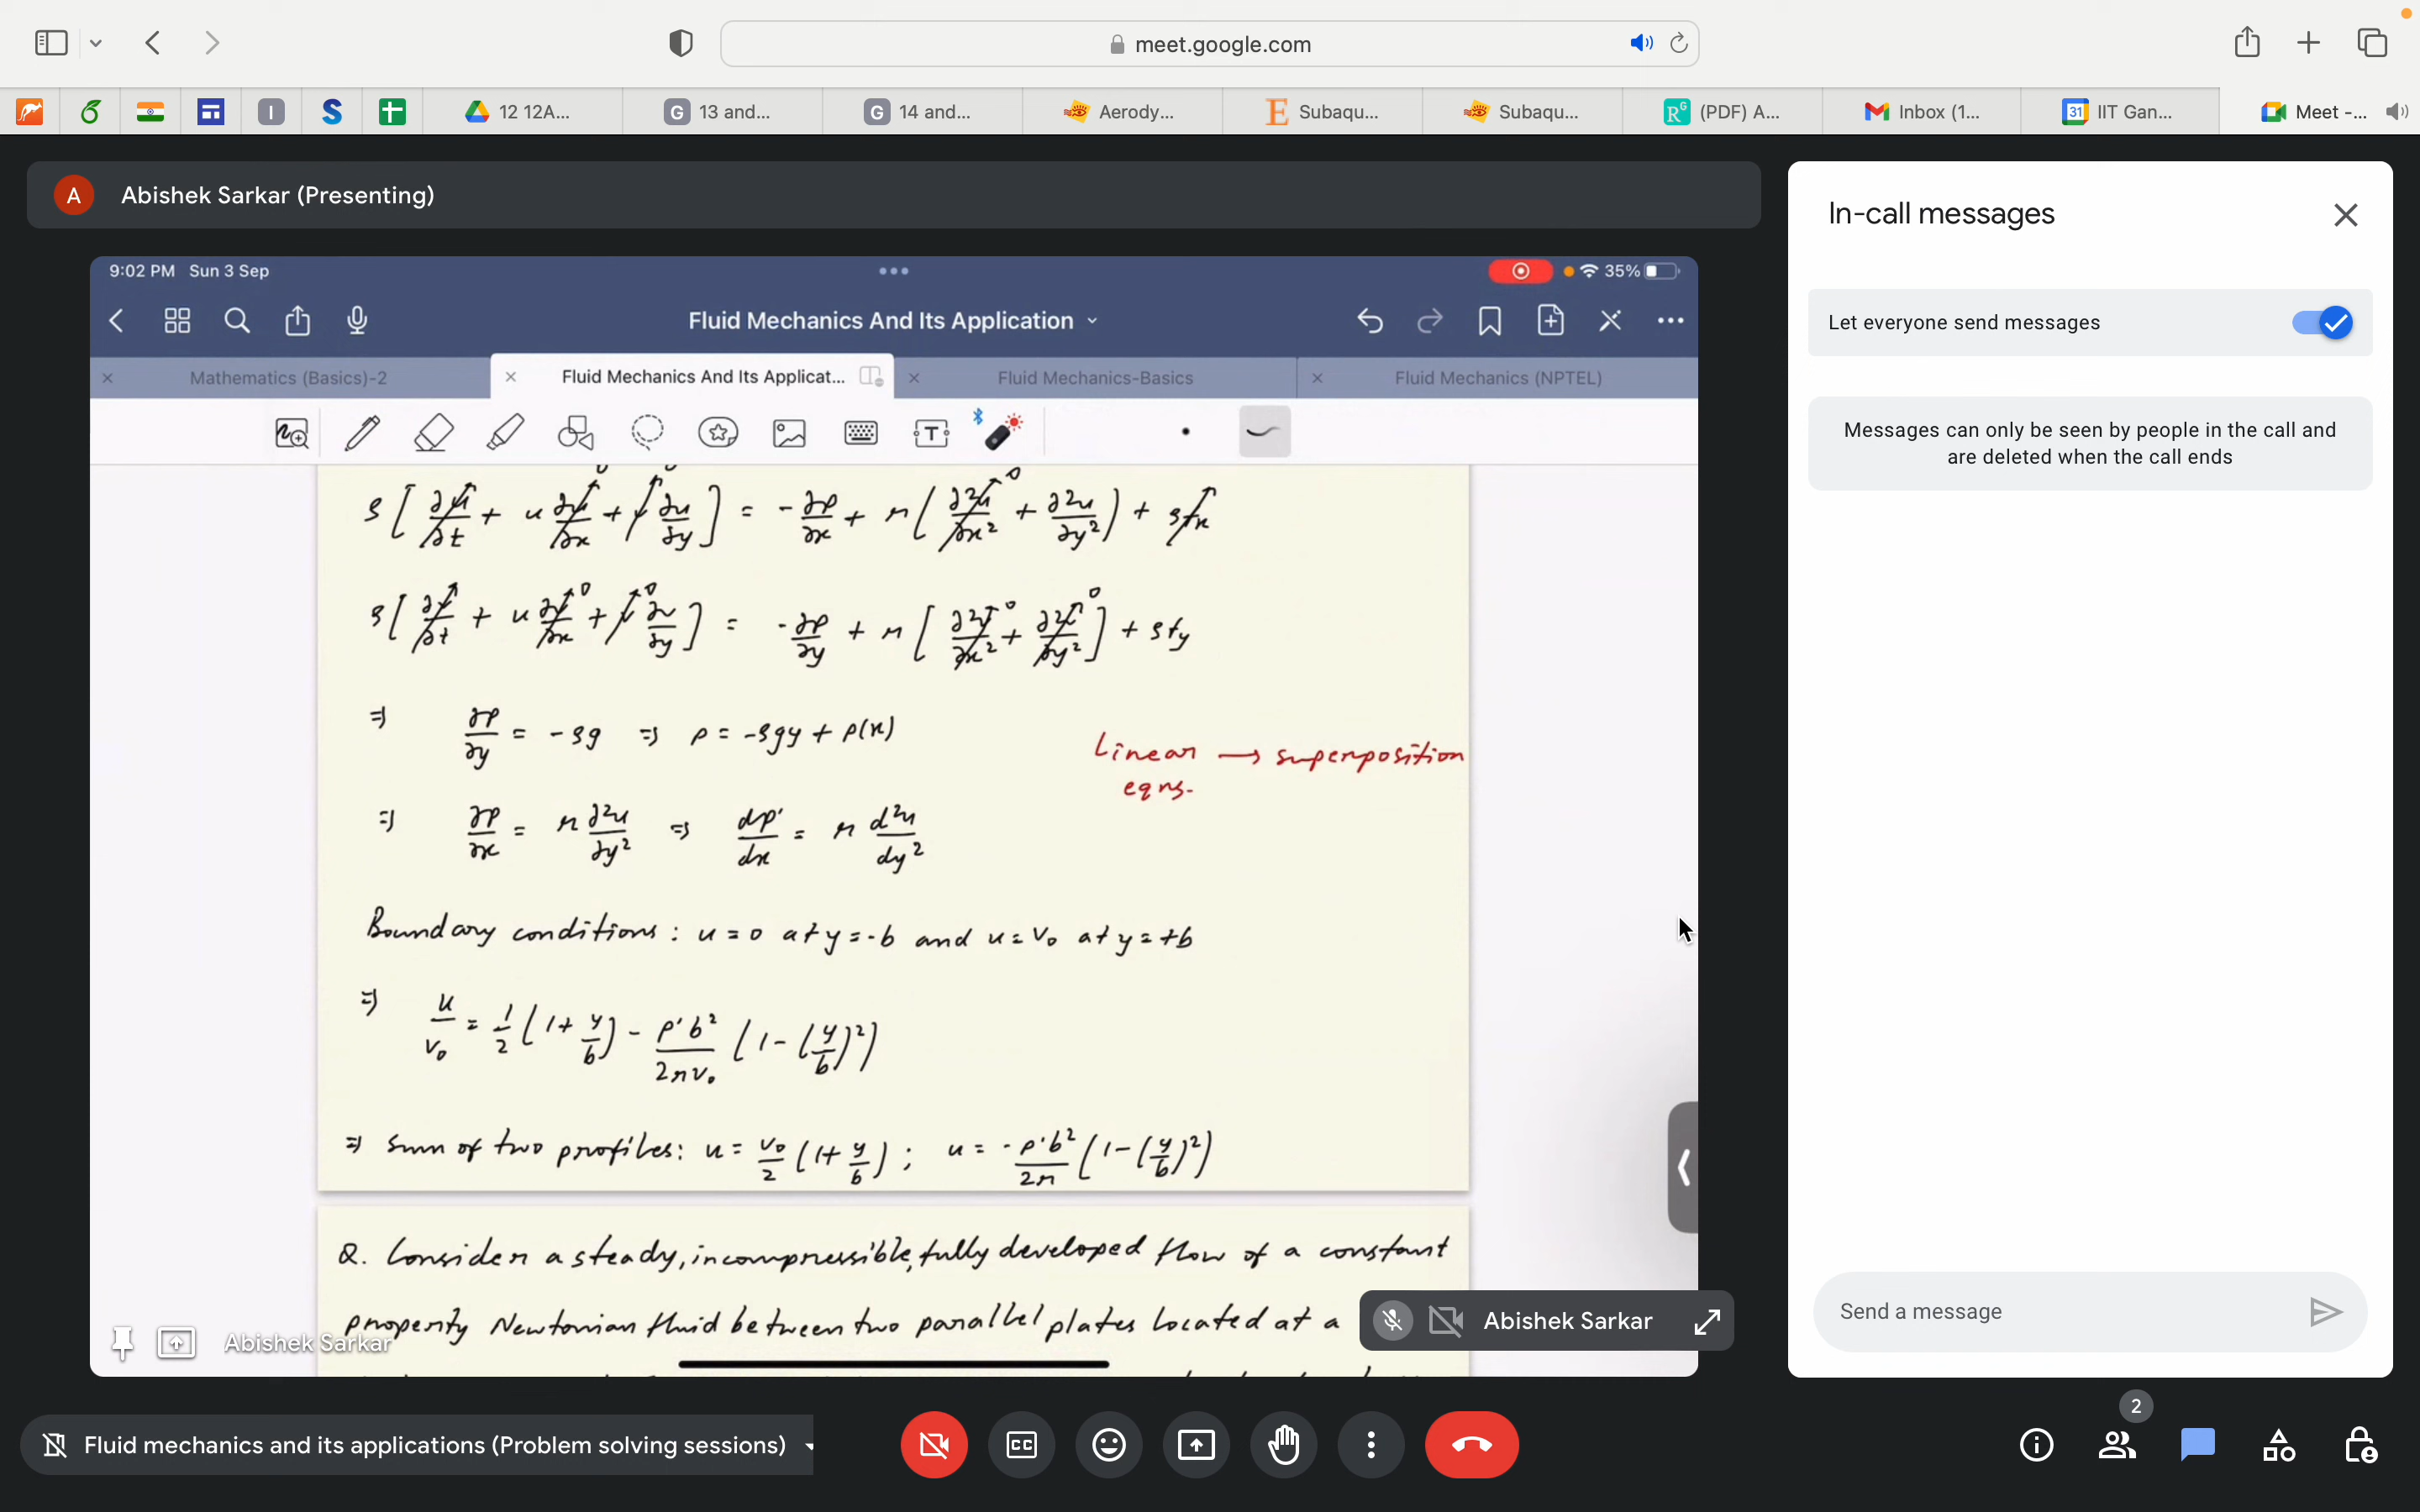 meet.google.com
12 12A...
G 13 and...
G 14 and...
Aerody...
E Subaqu...
Subaqu...
(PDF) A...
Inbox (1...
31 IIT Gan...
Meet -...
A Abishek Sarkar (Presenting)
In-call messages
Let everyone send messages
Messages can only be seen by people in the call and
are deleted when the call ends
9:02 PM Sun 3 Sep
35%
Fluid Mechanics And Its Application
Mathematics (Basics)-2
Fluid Mechanics And Its Applicat...
Fluid Mechanics-Basics
Fluid Mechanics (NPTEL)
ρ[∂u/∂t + u ∂u/∂x + v ∂u/∂y] = -∂p/∂x + μ(∂²u/∂x² + ∂²u/∂y²) + ρfx
ρ[∂v/∂t + u ∂v/∂x + v ∂v/∂y] = -∂p/∂y + μ[∂²v/∂x² + ∂²v/∂y²] + ρfy
⇒ ∂p/∂y = -ρg ⇒ p = -ρgy + p(x)
Linear → superposition
eqns.
⇒ ∂p/∂x = μ ∂²u/∂y² ⇒ dp'/dx = μ d²u/dy²
Boundary conditions: u = 0 at y = -b and u = v₀ at y = +b
⇒ u/v₀ = 1/2 (1 + y/b) - p'b²/2μv₀ (1 - (y/b)²)
⇒ sum of two profiles: u = v₀/2 (1 + y/b) ; u = -p'b²/2μ (1 - (y/b)²)
Q. Consider a steady, incompressible, fully developed flow of a constant
property Newtonian fluid between two parallel plates located at a
Abishek Sarkar
Abishek Sarkar
Send a message
Fluid mechanics and its applications (Problem solving sessions)
CC
2